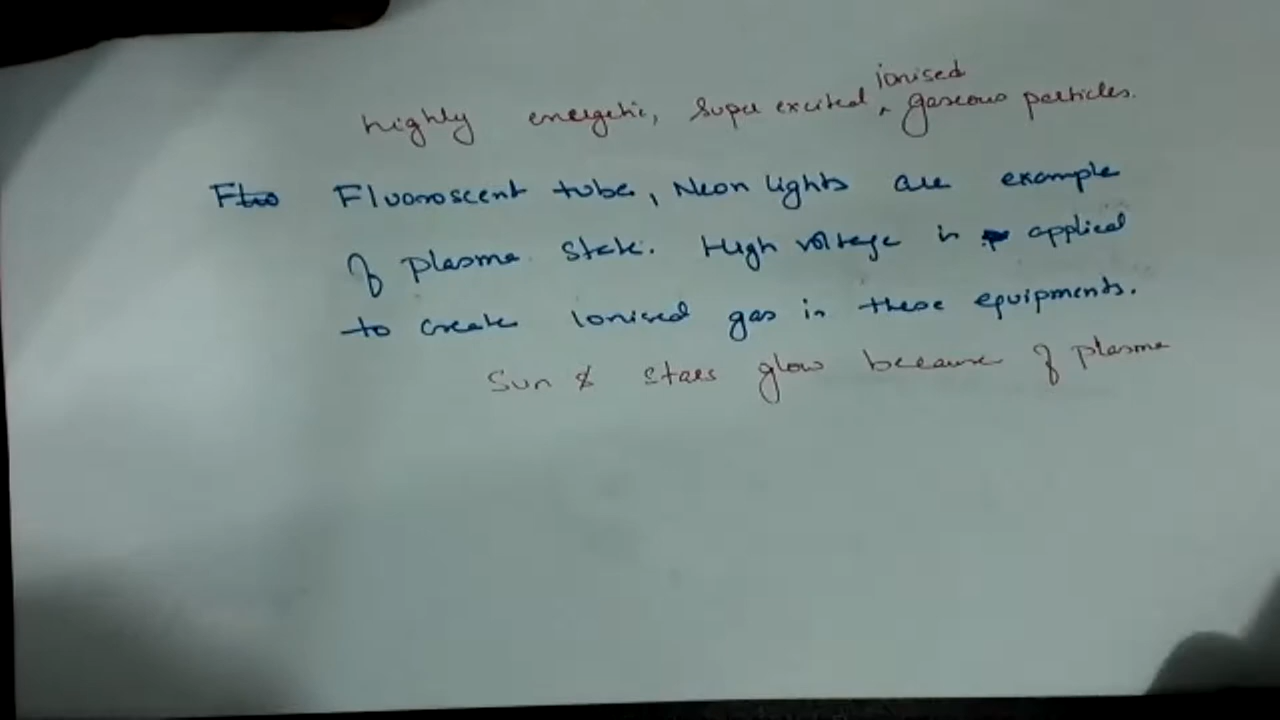 highly energetic, super excited ionised gaseous particles.
Fluoroscent tube, Neon lights are example
of plasma state. High voltage is applied
to create ionised gas in these equipments.
Sun & stars glow because of plasma